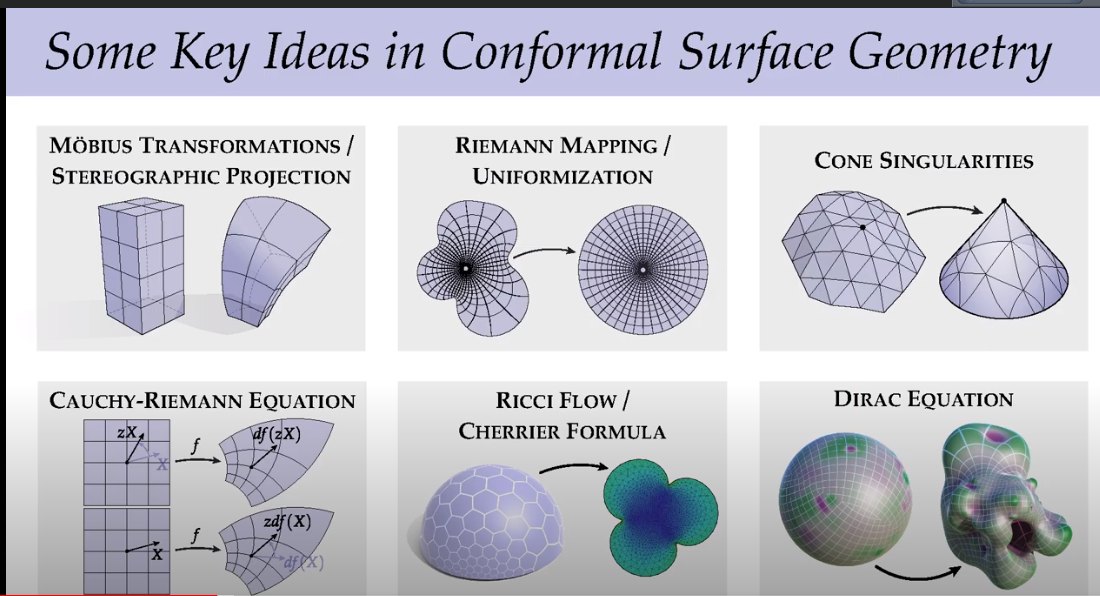 Some Key Ideas in Conformal Surface Geometry
MÖBIUS TRANSFORMATIONS /
STEREOGRAPHIC PROJECTION
RIEMANN MAPPING /
UNIFORMIZATION
CONE SINGULARITIES
CAUCHY-RIEMANN EQUATION
zX
X
f
df(zX)
X
f
zdf(X)
df(X)
RICCI FLOW /
CHERRIER FORMULA
DIRAC EQUATION